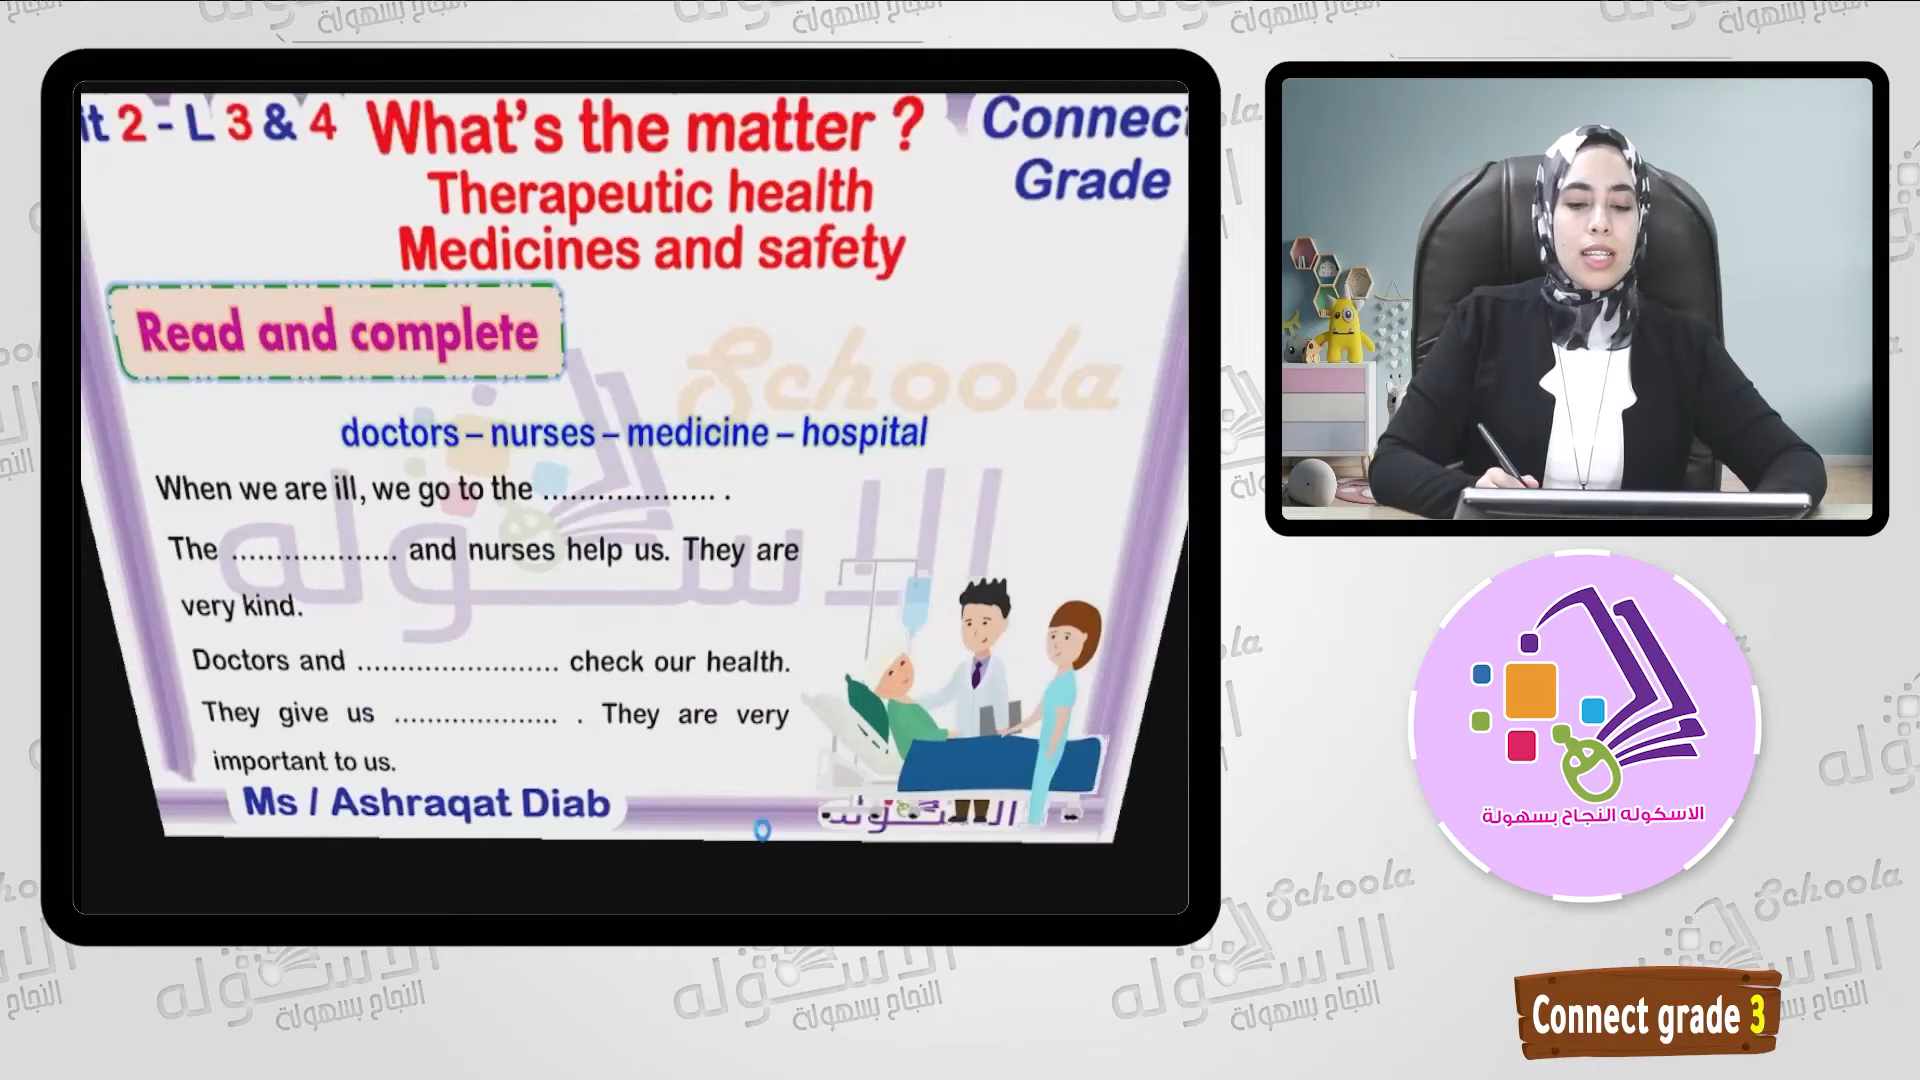 it 2 - L 3 & 4
What's the matter ?
Connect
Grade
Therapeutic health
Medicines and safety
Read and complete
Schoola
doctors – nurses – medicine – hospital
When we are ill, we go to the ................... .
The ................... and nurses help us. They are
very kind.
Doctors and ....................... check our health.
They give us ................... . They are very
important to us.
Ms / Ashraqat Diab
الاسكوله
الاسكوله النجاح بسهولة
Connect grade 3